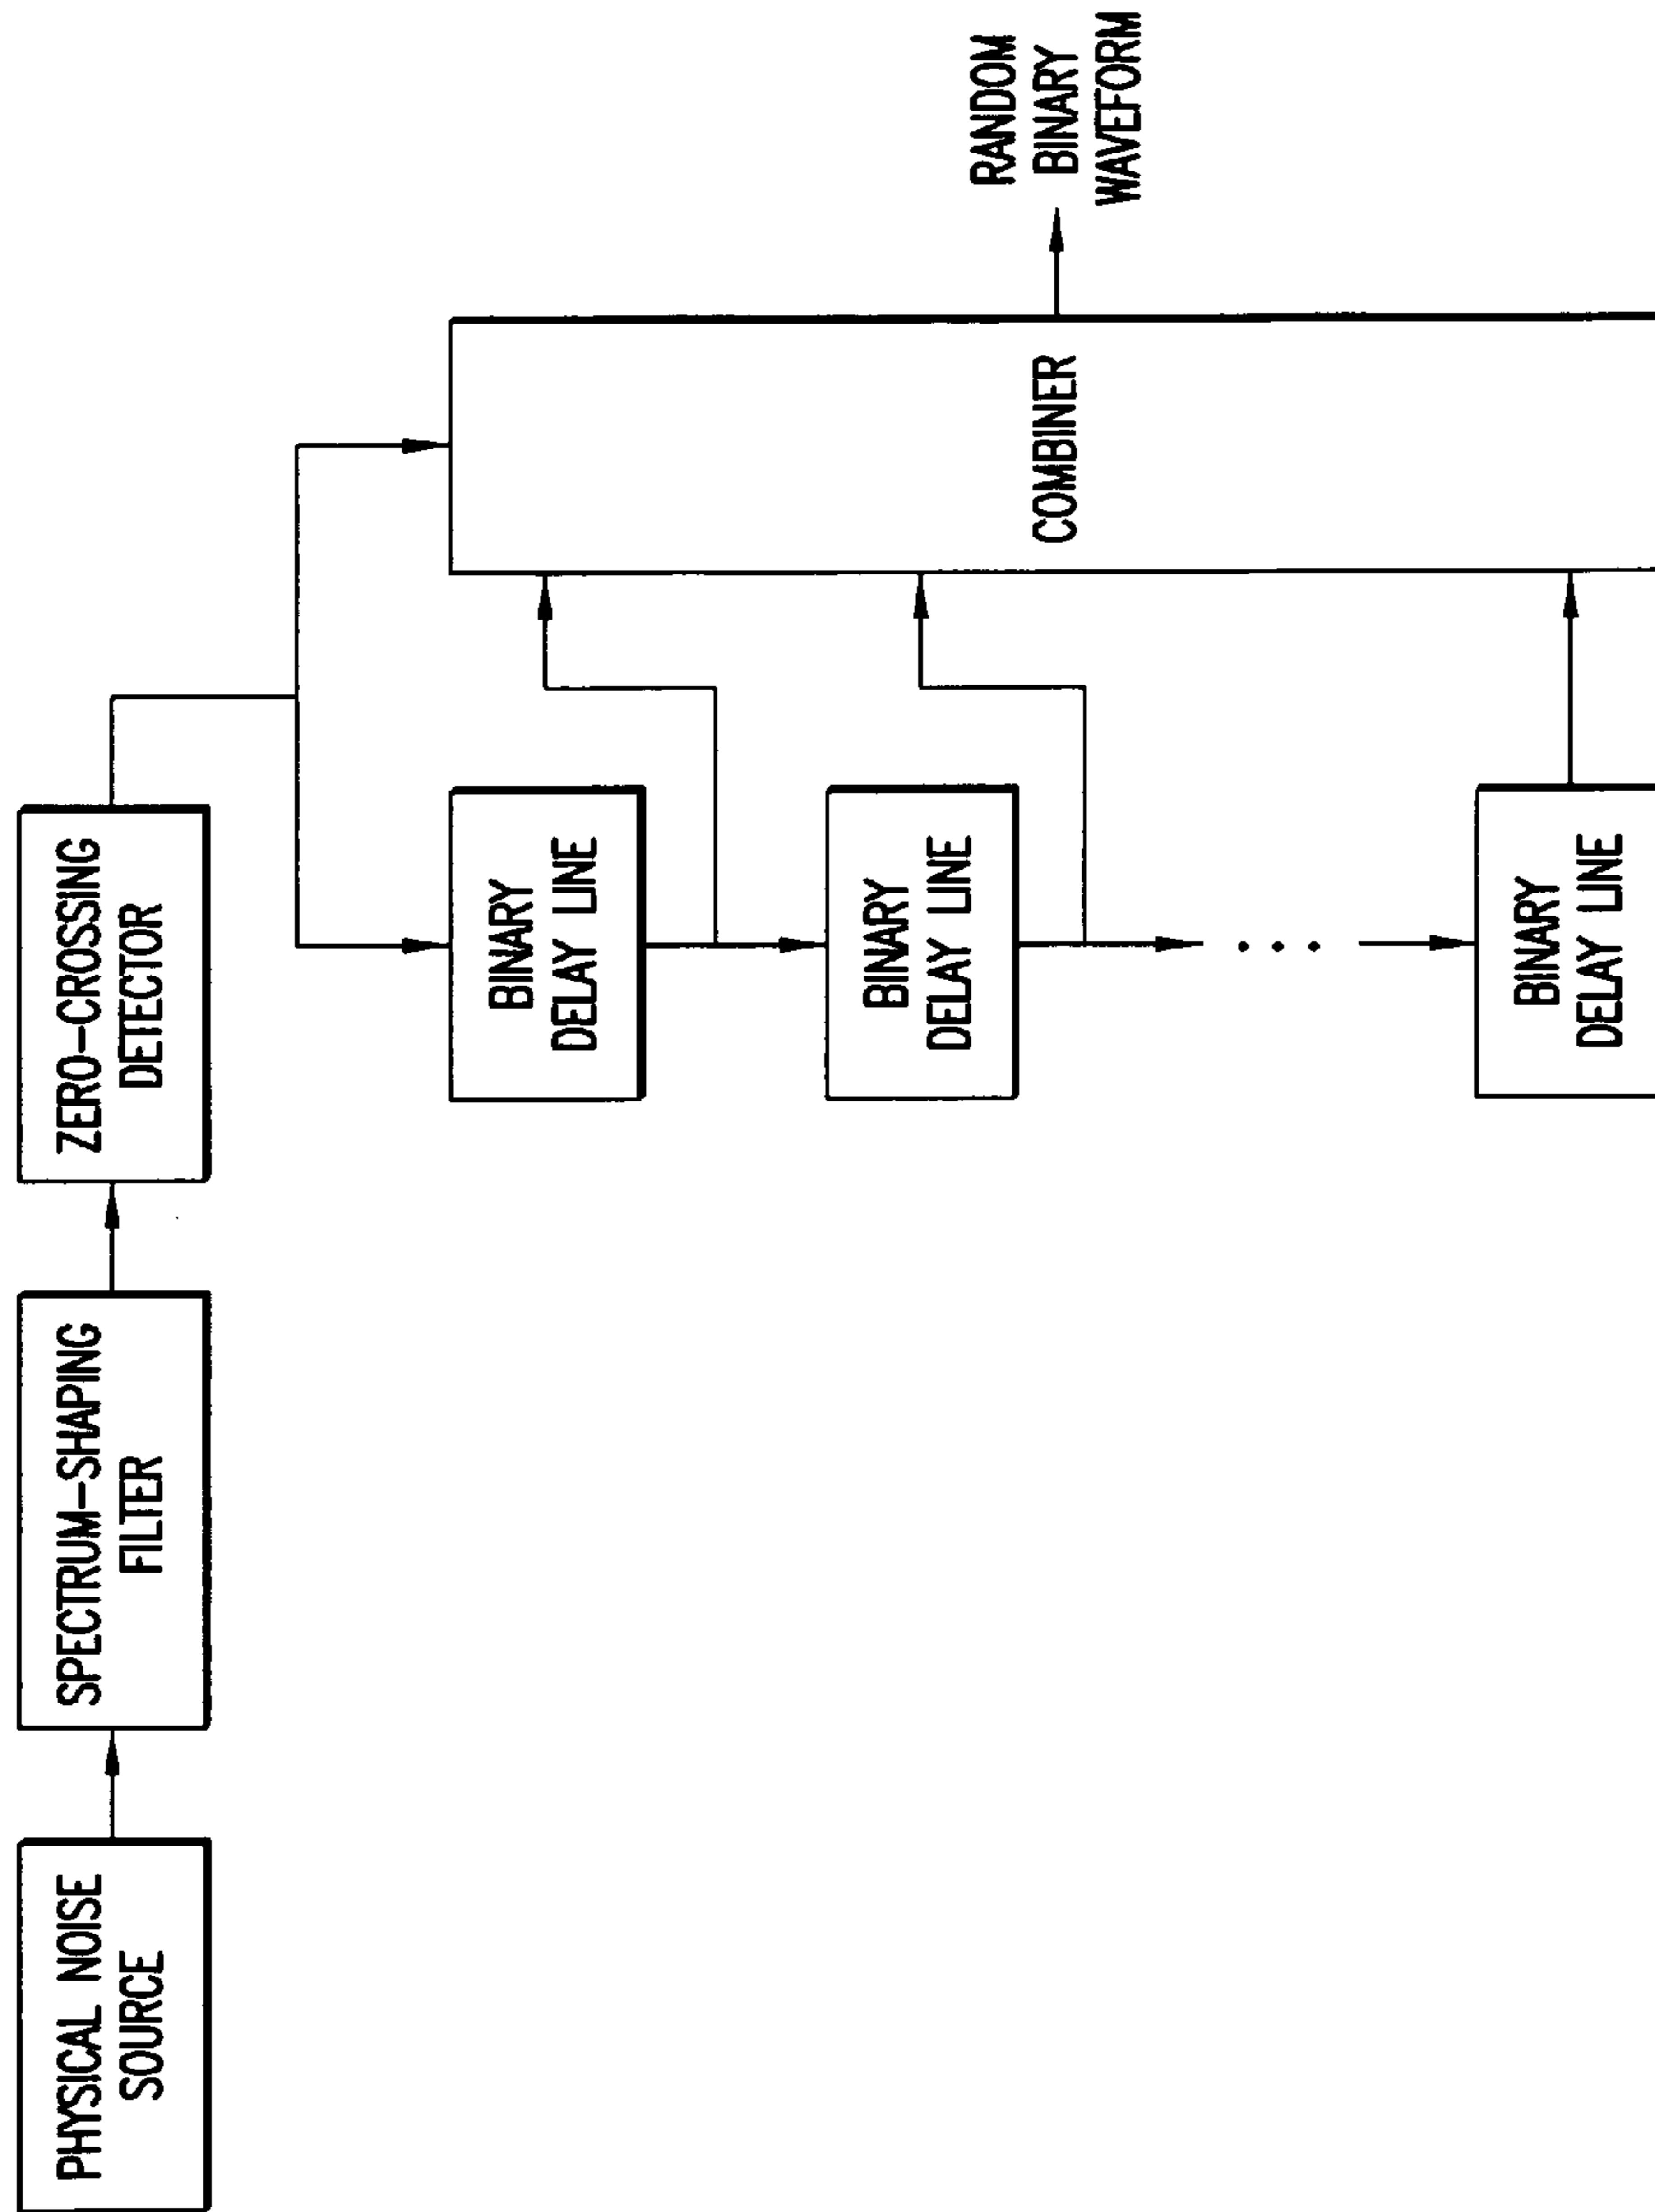 PHYSICAL NOISE
SOURCE
SPECTRUM-SHAPING
FILTER
ZERO-CROSSING
DETECTOR
BINARY
DELAY LINE
BINARY
DELAY LINE
BINARY
DELAY LINE
COMBINER
RANDOM
BINARY
WAVEFORM